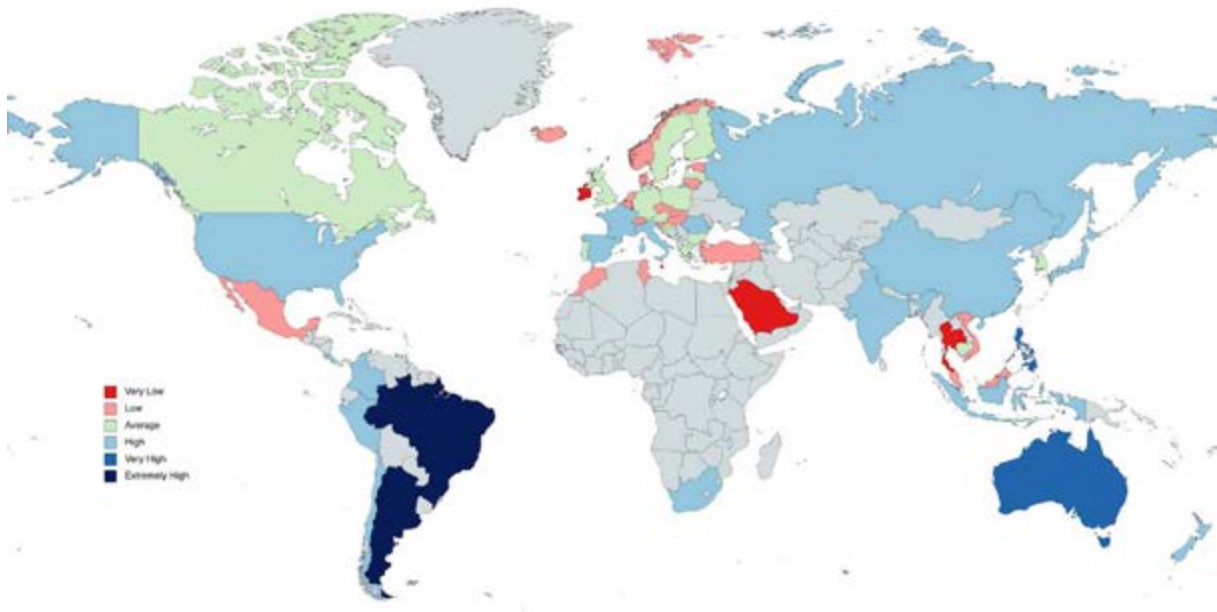 Very Low
Low
Average
High
Very High
Extremely High